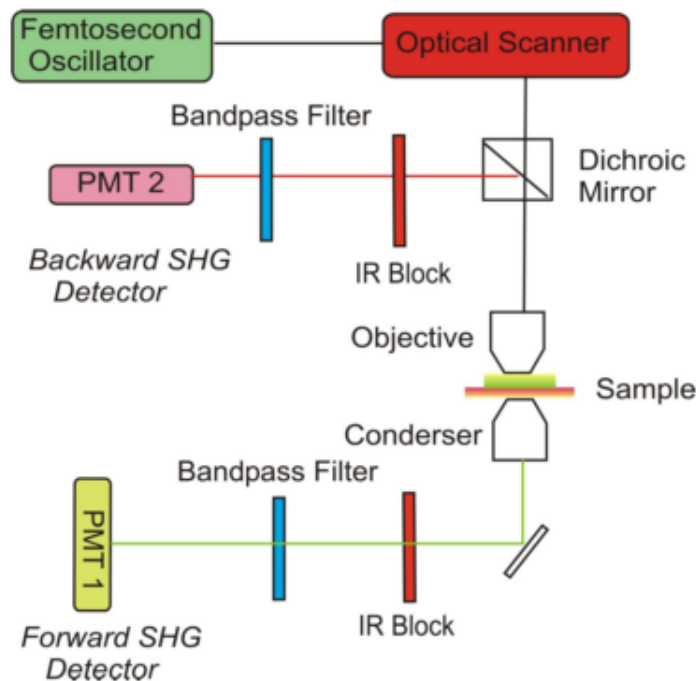 Femtosecond
Oscillator
Optical Scanner
Bandpass Filter
Dichroic
Mirror
PMT 2
Backward SHG
Detector
IR Block
Objective
Sample
Conderser
Bandpass Filter
PMT 1
IR Block
Forward SHG
Detector